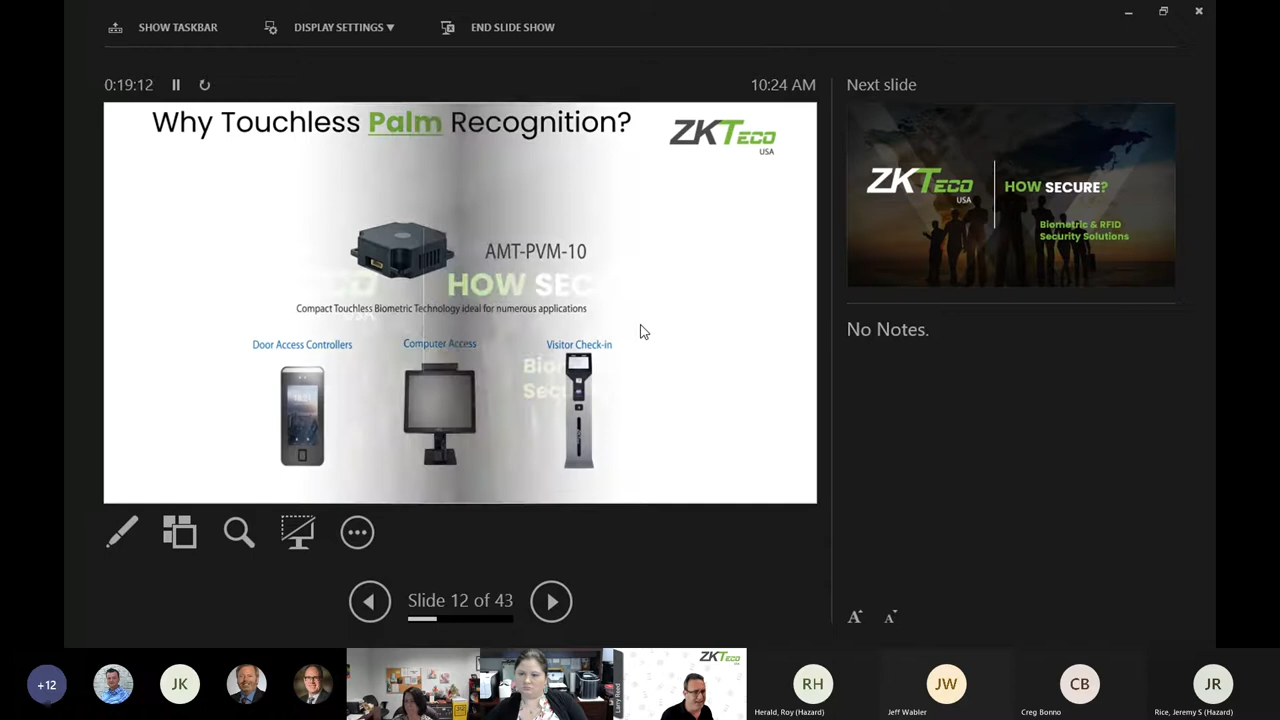 SHOW TASKBAR
DISPLAY SETTINGS
END SLIDE SHOW
0:19:12
10:24 AM
Next slide
Why Touchless Palm Recognition?
ZKTECO
USA
AMT-PVM-10
HOW SEC
Compact Touchless Biometric Technology ideal for numerous applications
Door Access Controllers
Computer Access
Visitor Check-in
ZKTECO
USA
HOW SECURE?
Biometric & RFID
Security Solutions
No Notes.
Slide 12 of 43
A A
+12
JK
Larry Reed
ZKTECO
RH
Herald, Roy (Hazard)
JW
Jeff Wabler
CB
Creg Bonno
JR
Rice, Jeremy S (Hazard)